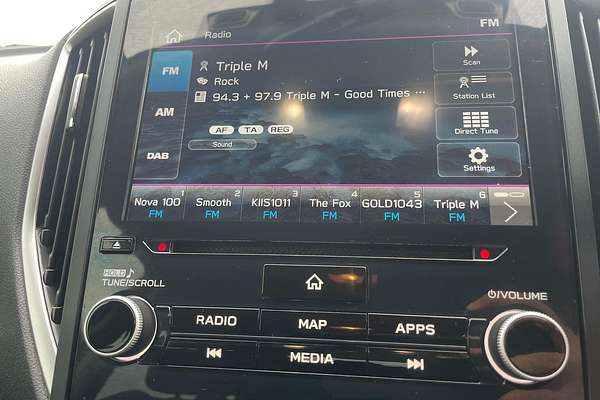 FM
Radio
FM
AM
DAB
Triple M
Rock
94.3 + 97.9 Triple M - Good Times ...
AF TA REG
Sound
Scan
Station List
Direct Tune
Settings
1 Nova 100 FM
2 Smooth FM
3 KIIS1011 FM
4 The Fox FM
5 GOLD1043 FM
6 Triple M FM
HOLD
TUNE/SCROLL
VOLUME
RADIO MAP APPS
MEDIA